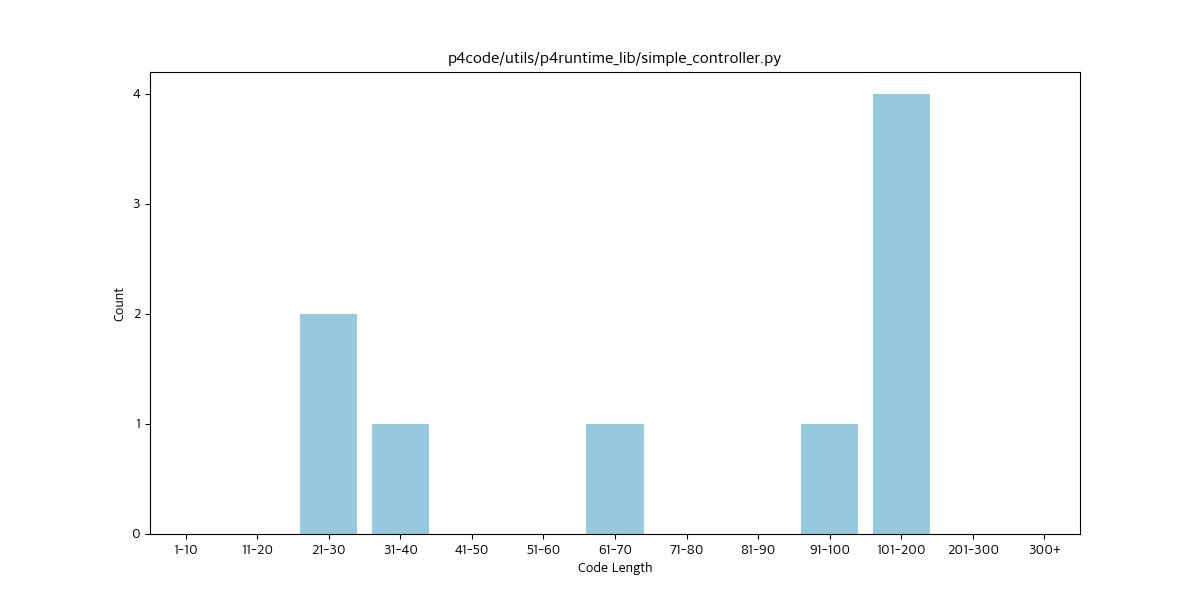 p4code/utils/p4runtime_lib/simple_controller.py
4
3
2
1
0
Count
1-10 11-20 21-30 31-40 41-50 51-60 61-70 71-80 81-90 91-100 101-200 201-300 300+
Code Length